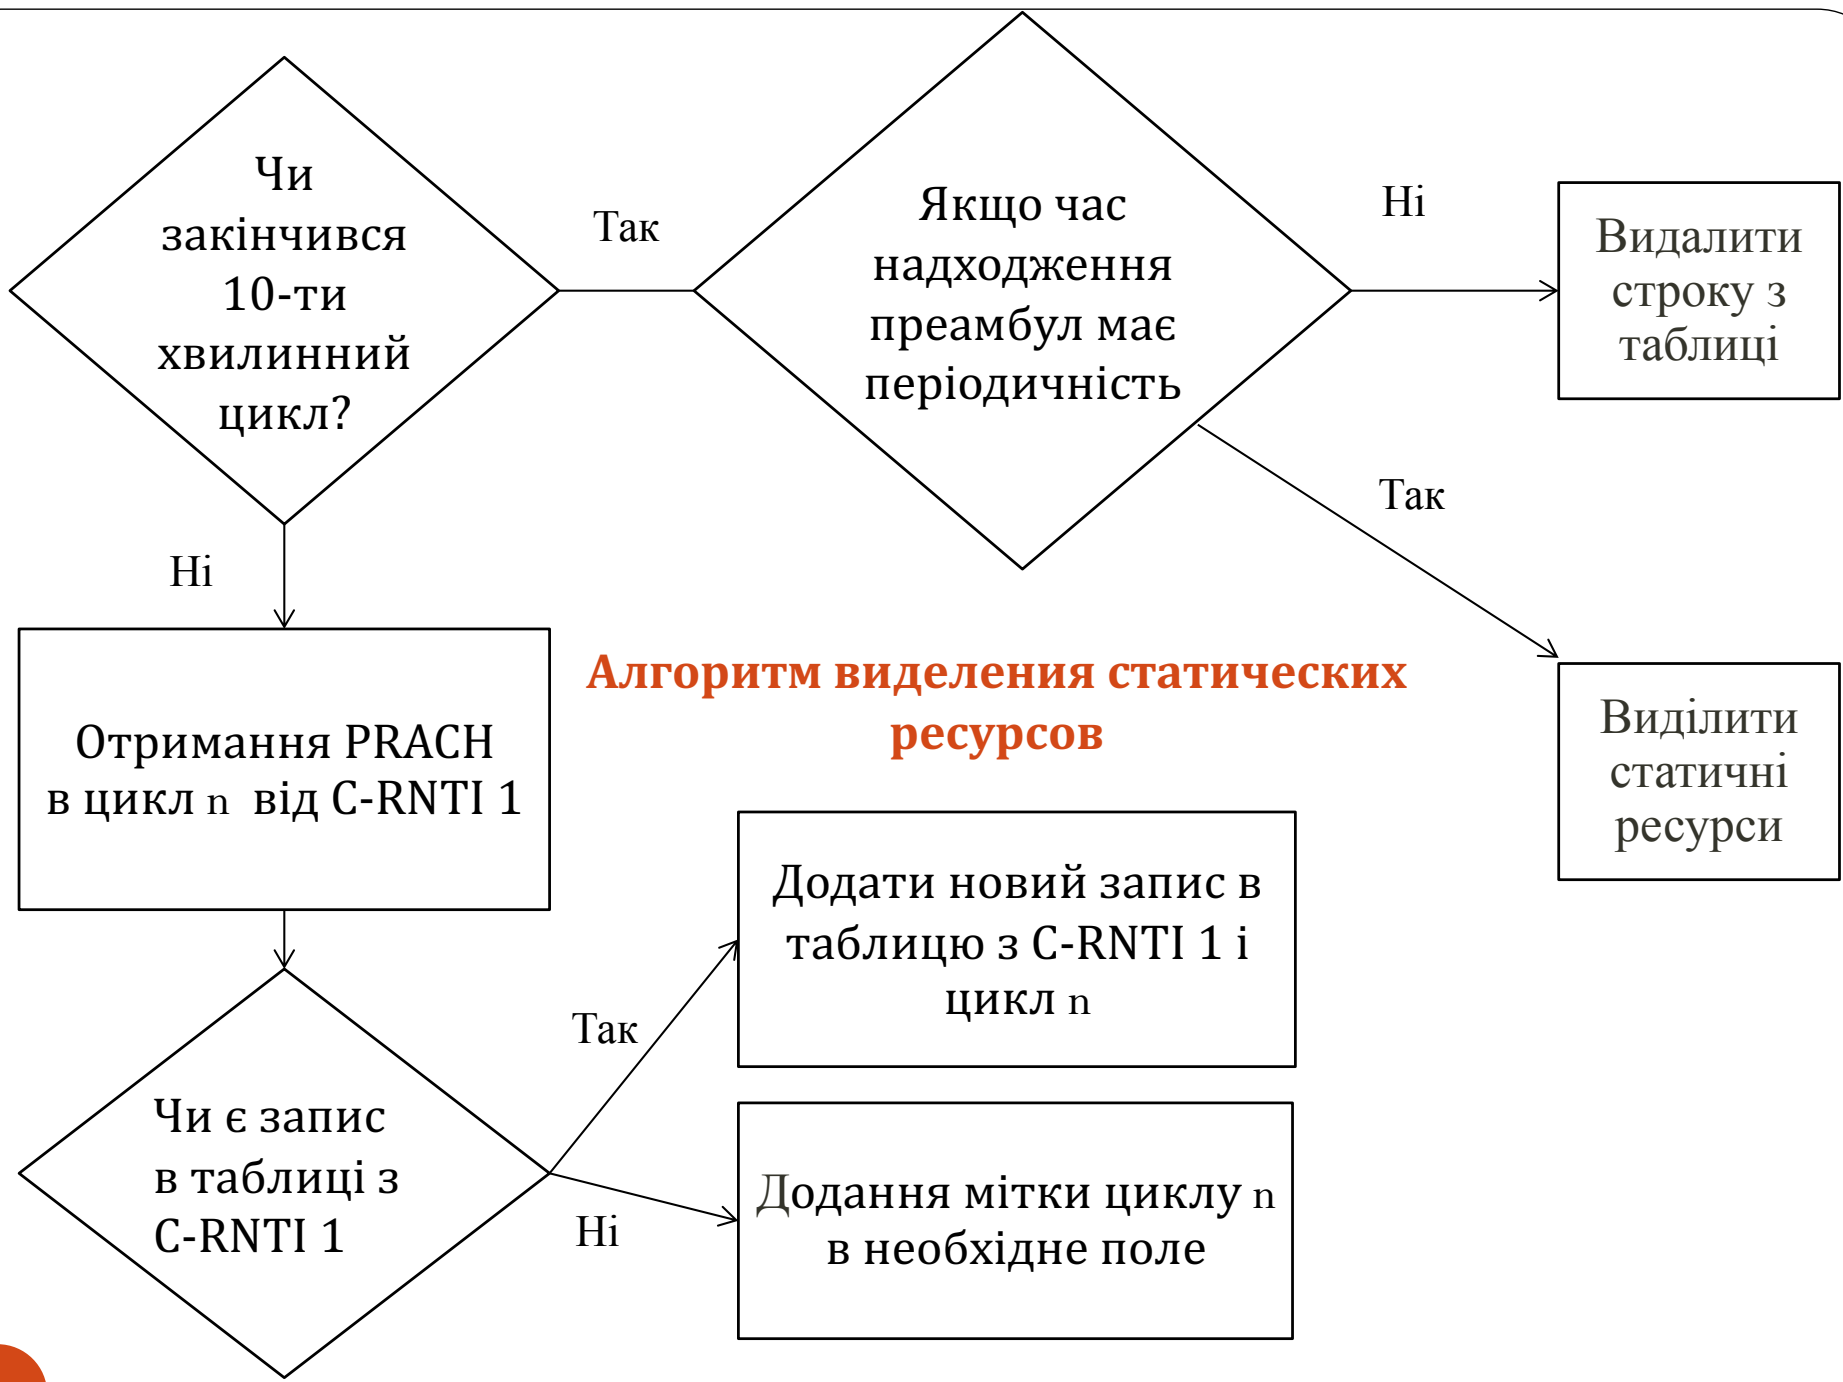 Чи
закінчився
10-ти
хвилинний
цикл?
Так
Якщо час
надходження
преамбул має
періодичність
Ні
Видалити
строку з
таблиці
Так
Виділити
статичні
ресурси
Ні
Отримання PRACH
в цикл n від C-RNTI 1
Алгоритм виделения статических
ресурсов
Чи є запис
в таблиці з
C-RNTI 1
Так
Додати новий запис в
таблицю з C-RNTI 1 і
цикл n
Ні
Додання мітки циклу n
в необхідне поле